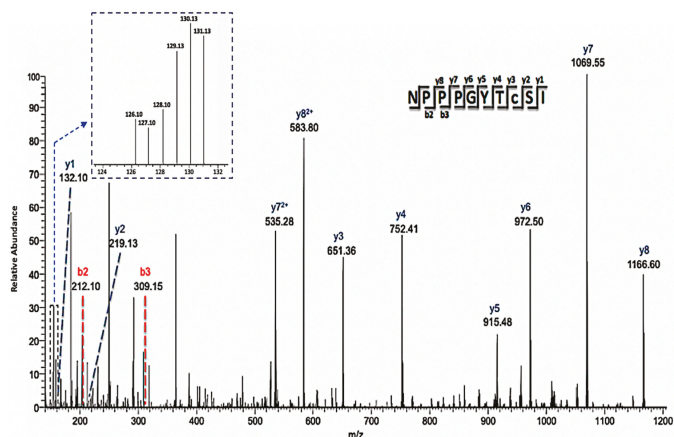 130.13
131.13
129.13
128.10
126.10
127.10
124 126 128 130 132
y7
1069.55
y8 y7 y6 y5 y4 y3 y2 y1
NPPPGYTcSI
b2 b3
y8²⁺
583.80
y1
132.10
y2
219.13
y7²⁺
535.28
y3
651.36
y4
752.41
y6
972.50
b2
212.10
b3
309.15
y8
1166.60
y5
915.48
100
90
80
70
60
50
40
30
20
10
0
Relative Abundance
200 300 400 500 600 700 800 900 1000 1100 1200
m/z